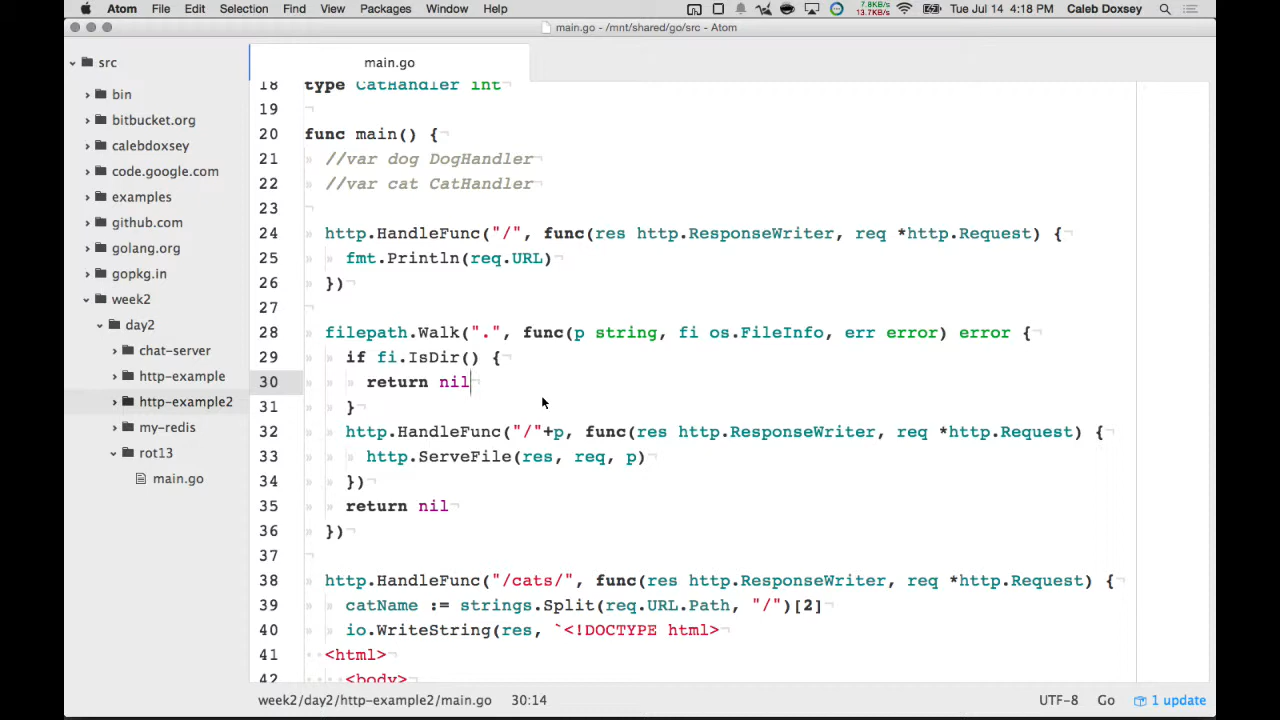 Atom File Edit Selection Find View Packages Window Help 7.8KB/s 13.7KB/s Tue Jul 14 4:18 PM Caleb Doxsey
main.go - /mnt/shared/go/src - Atom
src
bin
bitbucket.org
calebdoxsey
code.google.com
examples
github.com
golang.org
gopkg.in
week2
day2
chat-server
http-example
http-example2
my-redis
rot13
main.go
main.go
18 type CatHandler int
19
20 func main() {
21 //var dog DogHandler
22 //var cat CatHandler
23
24 http.HandleFunc("/", func(res http.ResponseWriter, req *http.Request) {
25 fmt.Println(req.URL)
26 })
27
28 filepath.Walk(".", func(p string, fi os.FileInfo, err error) error {
29 if fi.IsDir() {
30 return nil
31 }
32 http.HandleFunc("/"+p, func(res http.ResponseWriter, req *http.Request) {
33 http.ServeFile(res, req, p)
34 })
35 return nil
36 })
37
38 http.HandleFunc("/cats/", func(res http.ResponseWriter, req *http.Request) {
39 catName := strings.Split(req.URL.Path, "/")[2]
40 io.WriteString(res, `<!DOCTYPE html>
41 <html>
42 <body>
week2/day2/http-example2/main.go 30:14 UTF-8 Go 1 update